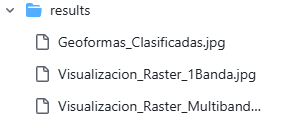 results
Geoformas_Clasificadas.jpg
Visualizacion_Raster_1Banda.jpg
Visualizacion_Raster_Multiband...